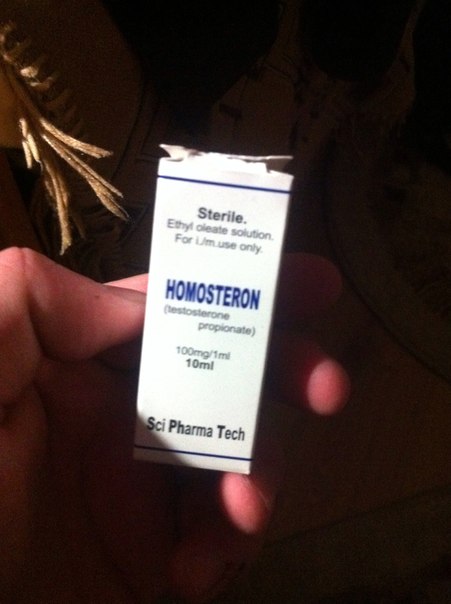 Sterile.
Ethyl oleate solution.
For i./m.use only.
HOMOSTERON
(testosterone
propionate)
100mg/1ml
10ml
Sci Pharma Tech